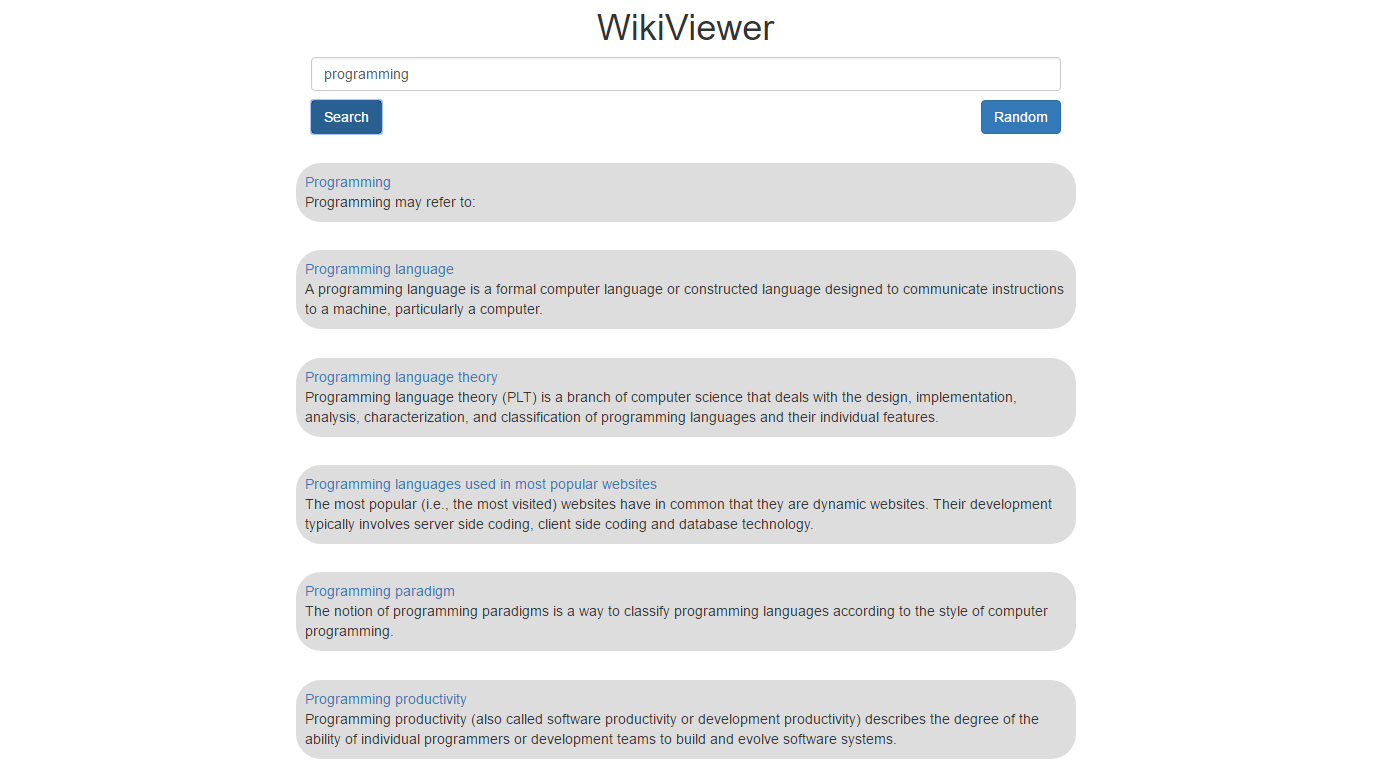 WikiViewer
programming
Search
Random
Programming
Programming may refer to:
Programming language
A programming language is a formal computer language or constructed language designed to communicate instructions
to a machine, particularly a computer.
Programming language theory
Programming language theory (PLT) is a branch of computer science that deals with the design, implementation,
analysis, characterization, and classification of programming languages and their individual features.
Programming languages used in most popular websites
The most popular (i.e., the most visited) websites have in common that they are dynamic websites. Their development
typically involves server side coding, client side coding and database technology.
Programming paradigm
The notion of programming paradigms is a way to classify programming languages according to the style of computer
programming.
Programming productivity
Programming productivity (also called software productivity or development productivity) describes the degree of the
ability of individual programmers or development teams to build and evolve software systems.